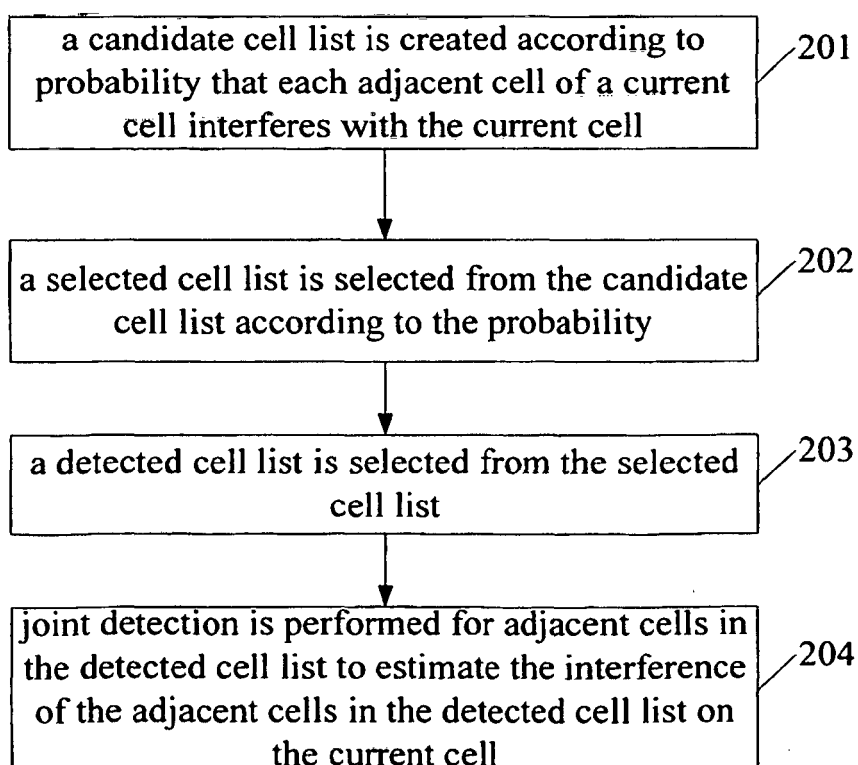 a candidate cell list is created according to
probability that each adjacent cell of a current
cell interferes with the current cell
201
a selected cell list is selected from the candidate
cell list according to the probability
202
a detected cell list is selected from the selected
cell list
203
joint detection is performed for adjacent cells in
the detected cell list to estimate the interference
of the adjacent cells in the detected cell list on
the current cell
204